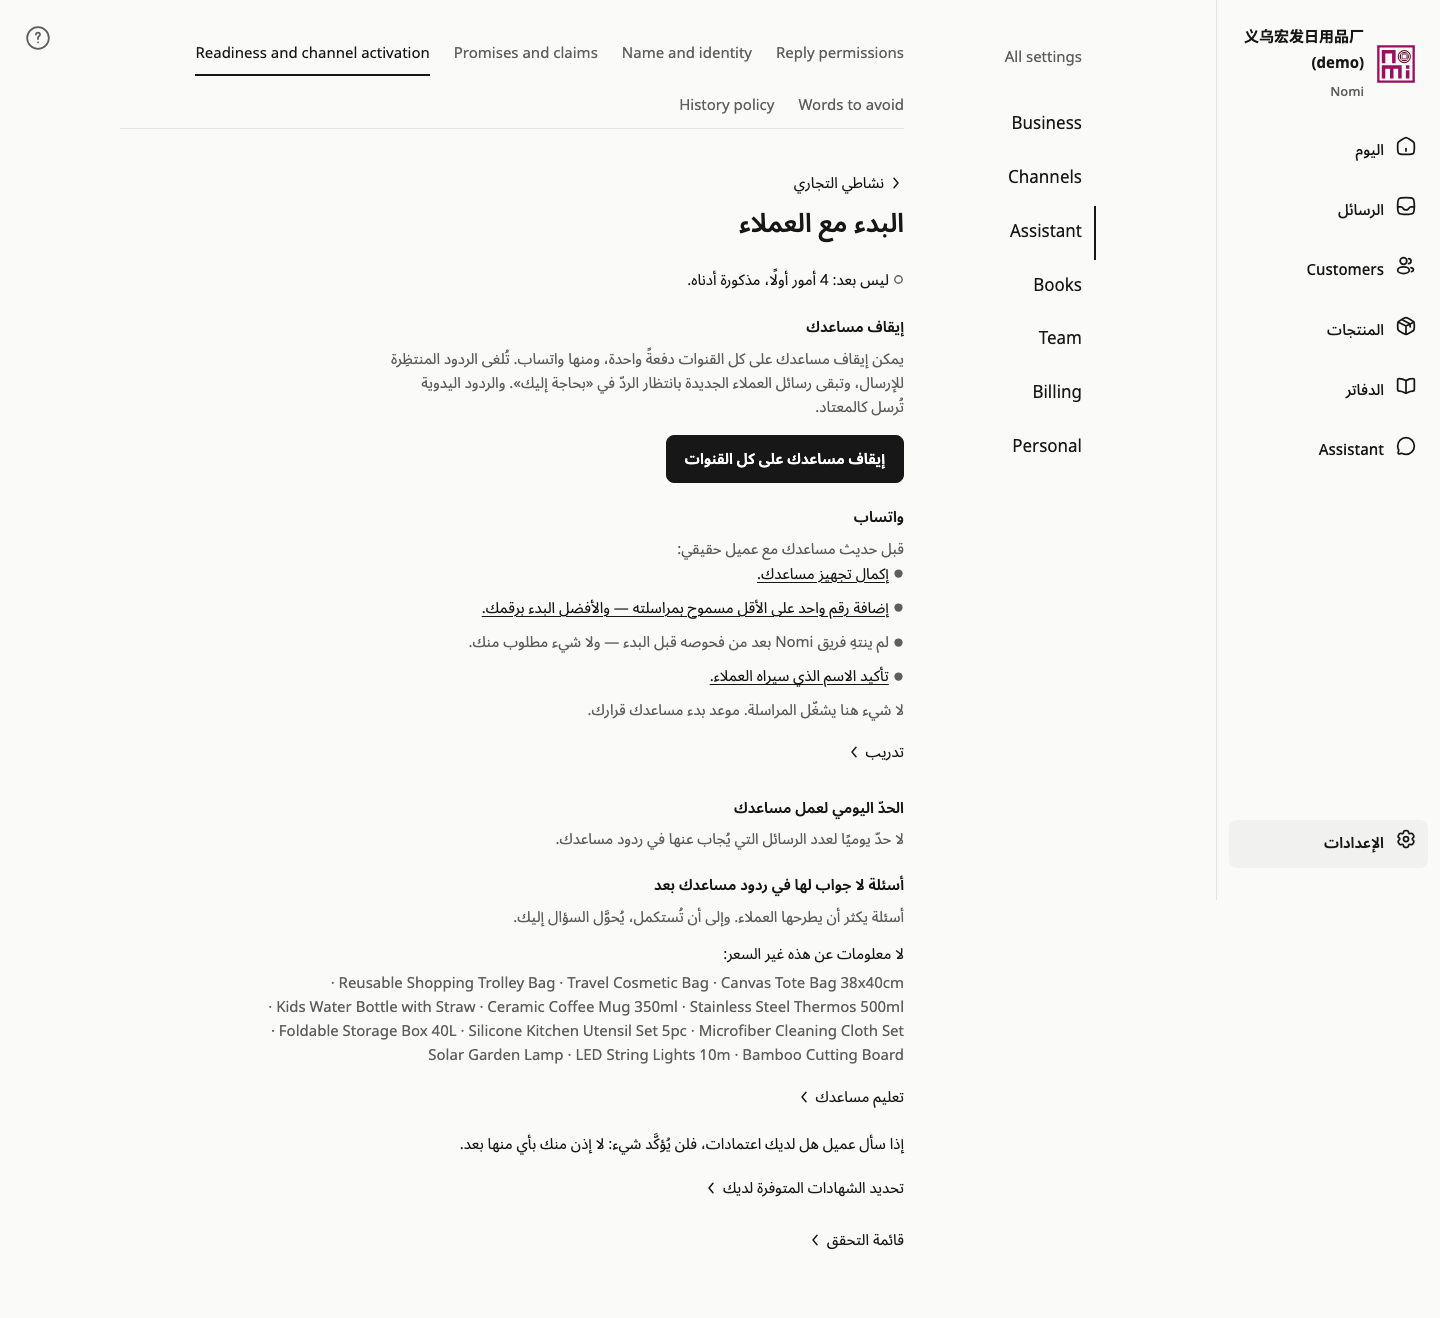 义乌宏发日用品厂
(demo)
Nomi
اليوم
الرسائل
Customers
المنتجات
الدفاتر
Assistant
الإعدادات
All settings
Business
Channels
Assistant
Books
Team
Billing
Personal
Reply permissions
Name and identity
Promises and claims
Readiness and channel activation
Words to avoid
History policy
نشاطي التجاري
البدء مع العملاء
ليس بعد: 4 أمور أولًا، مذكورة أدناه.
إيقاف مساعدك
يمكن إيقاف مساعدك على كل القنوات دفعةً واحدة، ومنها واتساب. تُلغى الردود المنتظِرة
للإرسال، وتبقى رسائل العملاء الجديدة بانتظار الردّ في «بحاجة إليك». والردود اليدوية
تُرسل كالمعتاد.
إيقاف مساعدك على كل القنوات
واتساب
قبل حديث مساعدك مع عميل حقيقي:
إكمال تجهيز مساعدك.
إضافة رقم واحد على الأقل مسموح بمراسلته — والأفضل البدء برقمك.
لم ينتهِ فريق Nomi بعد من فحوصه قبل البدء — ولا شيء مطلوب منك.
تأكيد الاسم الذي سيراه العملاء.
لا شيء هنا يشغّل المراسلة. موعد بدء مساعدك قرارك.
تدريب
الحدّ اليومي لعمل مساعدك
لا حدّ يوميًا لعدد الرسائل التي يُجاب عنها في ردود مساعدك.
أسئلة لا جواب لها في ردود مساعدك بعد
أسئلة يكثر أن يطرحها العملاء. وإلى أن تُستكمل، يُحوَّل السؤال إليك.
لا معلومات عن هذه غير السعر:
· Reusable Shopping Trolley Bag · Travel Cosmetic Bag · Canvas Tote Bag 38x40cm
· Kids Water Bottle with Straw · Ceramic Coffee Mug 350ml · Stainless Steel Thermos 500ml
· Foldable Storage Box 40L · Silicone Kitchen Utensil Set 5pc · Microfiber Cleaning Cloth Set
Solar Garden Lamp · LED String Lights 10m · Bamboo Cutting Board
تعليم مساعدك
إذا سأل عميل هل لديك اعتمادات، فلن يُؤكَّد شيء: لا إذن منك بأي منها بعد.
تحديد الشهادات المتوفرة لديك
قائمة التحقق